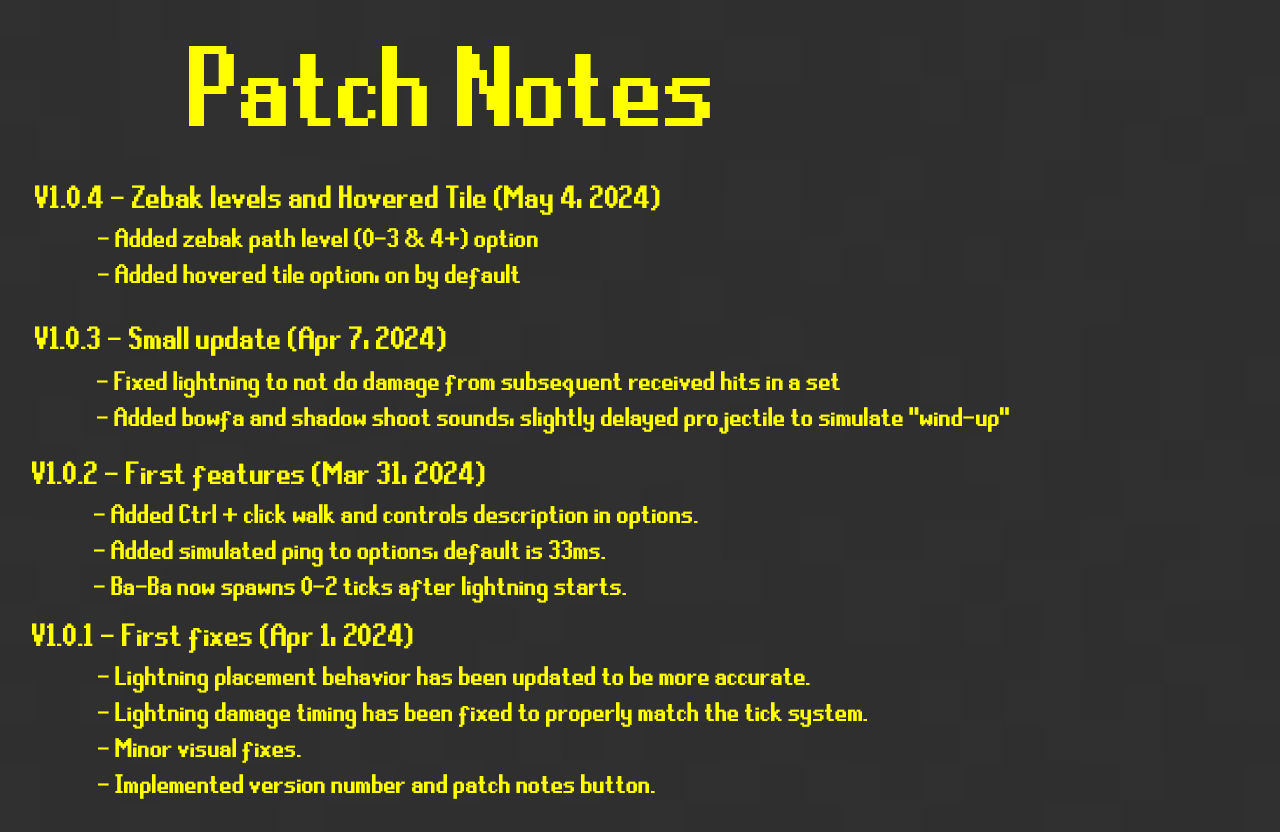 Patch Notes
V1.0.4 - Zebak levels and Hovered Tile (May 4, 2024)
- Added zebak path level (0-3 & 4+) option
- Added hovered tile option, on by default
V1.0.3 - Small update (Apr 7, 2024)
- Fixed lightning to not do damage from subsequent received hits in a set
- Added bowfa and shadow shoot sounds, slightly delayed projectile to simulate "wind-up"
V1.0.2 - First features (Mar 31, 2024)
- Added Ctrl + click walk and controls description in options.
- Added simulated ping to options, default is 33ms.
- Ba-Ba now spawns 0-2 ticks after lightning starts.
V1.0.1 - First fixes (Apr 1, 2024)
- Lightning placement behavior has been updated to be more accurate.
- Lightning damage timing has been fixed to properly match the tick system.
- Minor visual fixes.
- Implemented version number and patch notes button.